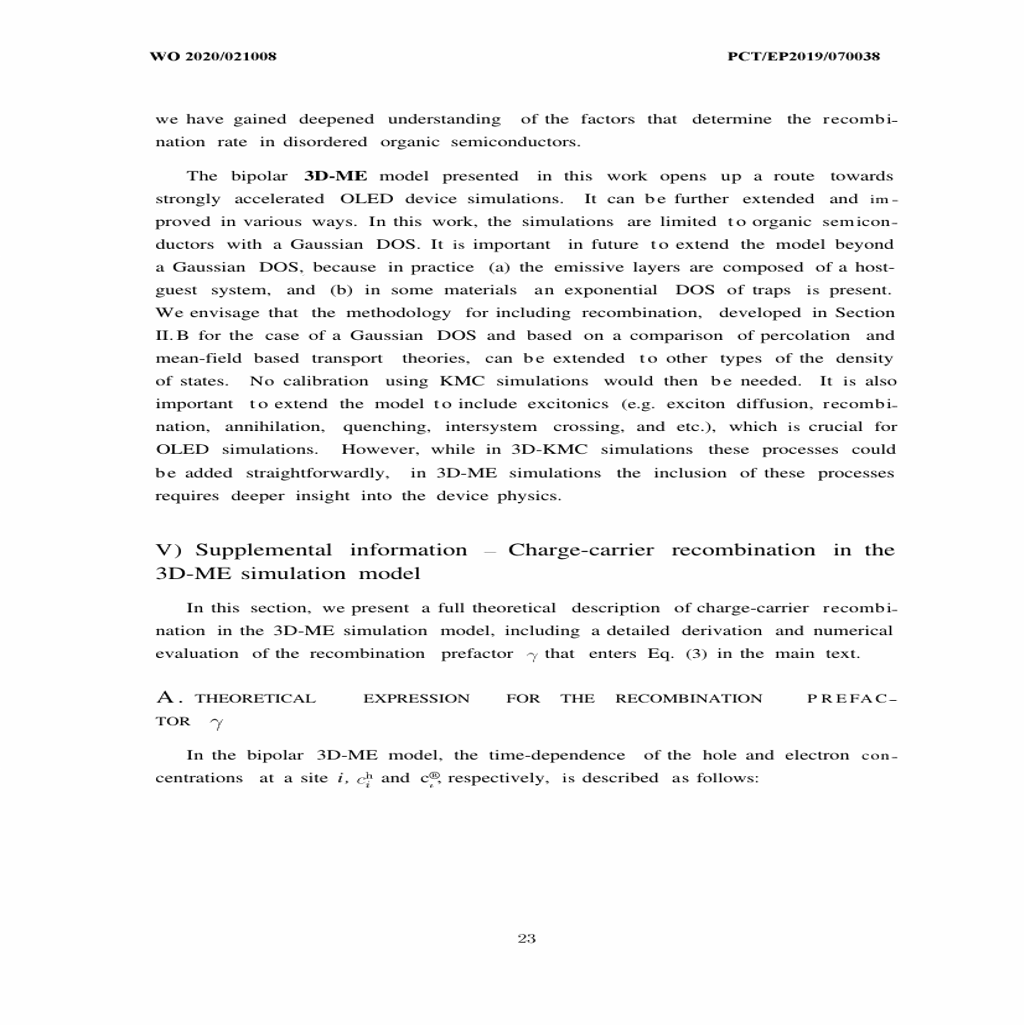 WO 2020/021008 PCT/EP2019/070038
we have gained deepened understanding of the factors that determine the recombi-
nation rate in disordered organic semiconductors.
The bipolar 3D-ME model presented in this work opens up a route towards
strongly accelerated OLED device simulations. It can be further extended and im-
proved in various ways. In this work, the simulations are limited to organic semicon-
ductors with a Gaussian DOS. It is important in future to extend the model beyond
a Gaussian DOS, because in practice (a) the emissive layers are composed of a host-
guest system, and (b) in some materials an exponential DOS of traps is present.
We envisage that the methodology for including recombination, developed in Section
II.B for the case of a Gaussian DOS and based on a comparison of percolation and
mean-field based transport theories, can be extended to other types of the density
of states. No calibration using KMC simulations would then be needed. It is also
important to extend the model to include excitonics (e.g. exciton diffusion, recombi-
nation, annihilation, quenching, intersystem crossing, and etc.), which is crucial for
OLED simulations. However, while in 3D-KMC simulations these processes could
be added straightforwardly, in 3D-ME simulations the inclusion of these processes
requires deeper insight into the device physics.
V) Supplemental information – Charge-carrier recombination in the
3D-ME simulation model
In this section, we present a full theoretical description of charge-carrier recombi-
nation in the 3D-ME simulation model, including a detailed derivation and numerical
evaluation of the recombination prefactor γ that enters Eq. (3) in the main text.
A. THEORETICAL EXPRESSION FOR THE RECOMBINATION PREFAC-
TOR γ
In the bipolar 3D-ME model, the time-dependence of the hole and electron con-
centrations at a site i, c_i^h and c_i^®, respectively, is described as follows:
23